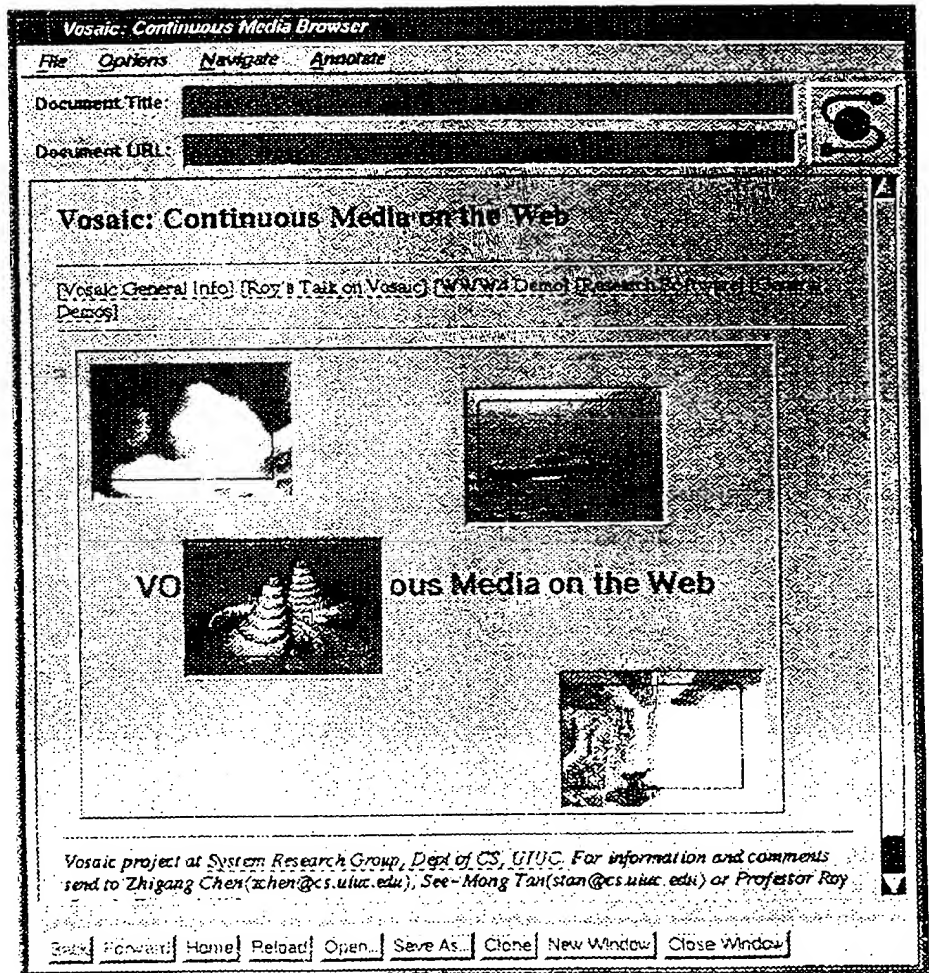 Vosaic: Continuous Media Browser
File Options Navigate Annotate
Document Title:
Document URL:
Vosaic: Continuous Media on the Web
[Vosaic General Info] [Roy's Talk on Vosaic] [WWW4 Demo] [Research Software] [General
Demos]
VO ous Media on the Web
Vosaic project at System Research Group, Dept of CS, UIUC. For information and comments
send to Zhigang Chen(zchen@cs.uiuc.edu), See-Mong Tan(stan@cs.uiuc.edu) or Professor Roy
Back Forward Home Reload Open... Save As... Clone New Window Close Window